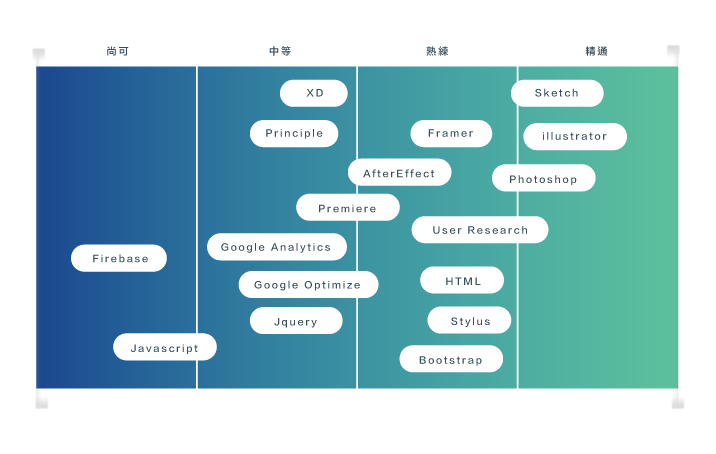 尚可
中等
熟練
精通
XD
Sketch
Principle
Framer
illustrator
AfterEffect
Photoshop
Premiere
User Research
Google Analytics
Firebase
Google Optimize
HTML
Jquery
Stylus
Javascript
Bootstrap